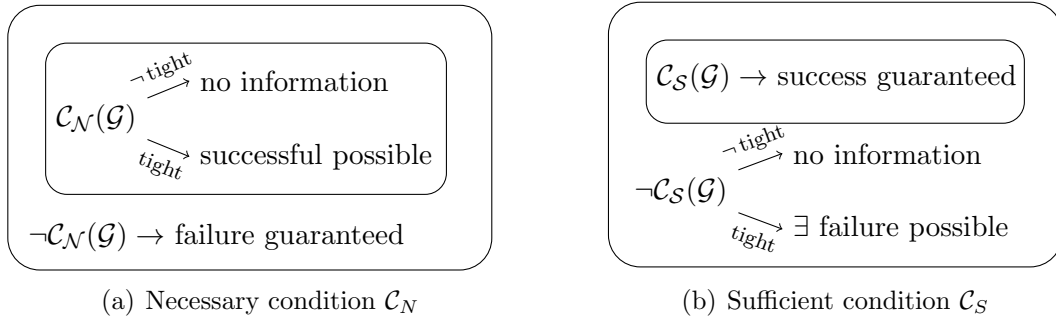 ¬ tight
no information
𝒞_𝒩(𝒢)
tight
successful possible
¬𝒞_𝒩(𝒢) → failure guaranteed
(a) Necessary condition 𝒞_N
𝒞_𝒮(𝒢) → success guaranteed
¬ tight
no information
¬𝒞_𝒮(𝒢)
tight
∃ failure possible
(b) Sufficient condition 𝒞_S